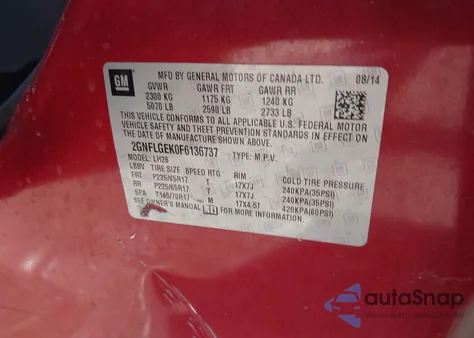 GM
MFD BY GENERAL MOTORS OF CANADA LTD. 08/14
GVWR GAWR FRT GAWR RR
2300 KG 1175 KG 1240 KG
5070 LB 2590 LB 2733 LB
THIS VEHICLE CONFORMS TO ALL APPLICABLE U.S. FEDERAL MOTOR
VEHICLE SAFETY AND THEFT PREVENTION STANDARDS IN EFFECT ON
THE DATE OF MANUFACTURE SHOWN ABOVE.
2GNFLGEK0F6136737 TYPE: M.P.V.
MODEL: LH26
LBBV TIRE SIZE SPEED RTG RIM COLD TIRE PRESSURE
FRT P225/65R17 T 17X7J 240KPA(35PSI)
RR P225/65R17 T 17X7J 240KPA(35PSI)
SPA T145/70R17 M 17X4.5T 420KPA(60PSI)
SEE OWNER'S MANUAL FOR MORE INFORMATION.
autoSnap